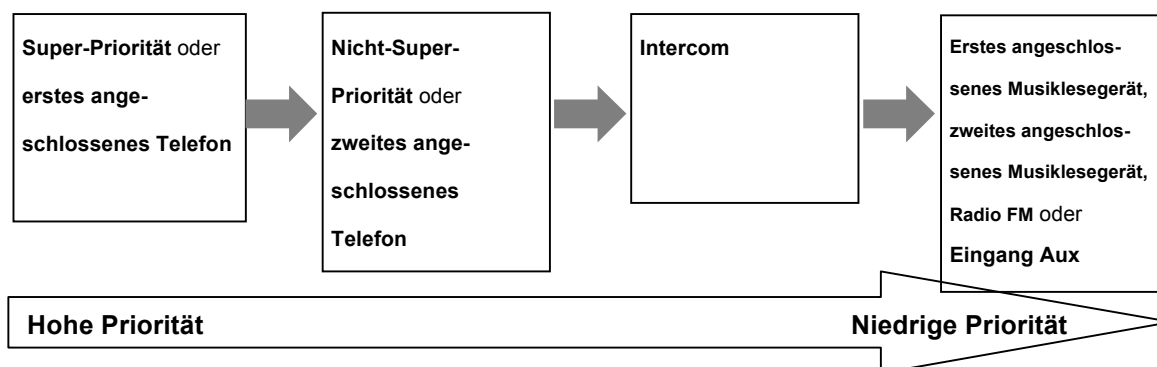 Super-Priorität oder
erstes ange-
schlossenes Telefon
Nicht-Super-
Priorität oder
zweites ange-
schlossenes
Telefon
Intercom
Erstes angeschlos-
senes Musiklesegerät,
zweites angeschlos-
senes Musiklesegerät,
Radio FM oder
Eingang Aux
Hohe Priorität
Niedrige Priorität